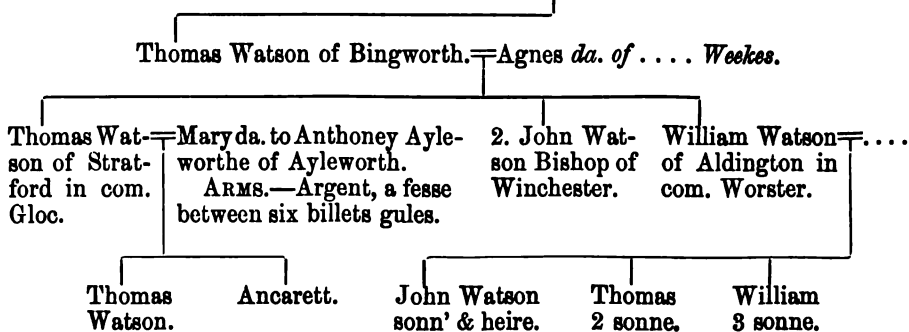 Thomas Watson of Bingworth.=Agnes da. of . . . . Weekes.
Thomas Wat-
son of Strat-
ford in com.
Gloc.
=Mary da. to Anthoney Ayle-
worthe of Ayleworth.
ARMS.—Argent, a fesse
between six billets gules.
2. John Wat-
son Bishop of
Winchester.
William Watson=. . . .
of Aldington in
com. Worster.
Thomas
Watson.
Ancarett.
John Watson
sonn' & heire.
Thomas
2 sonne.
William
3 sonne.